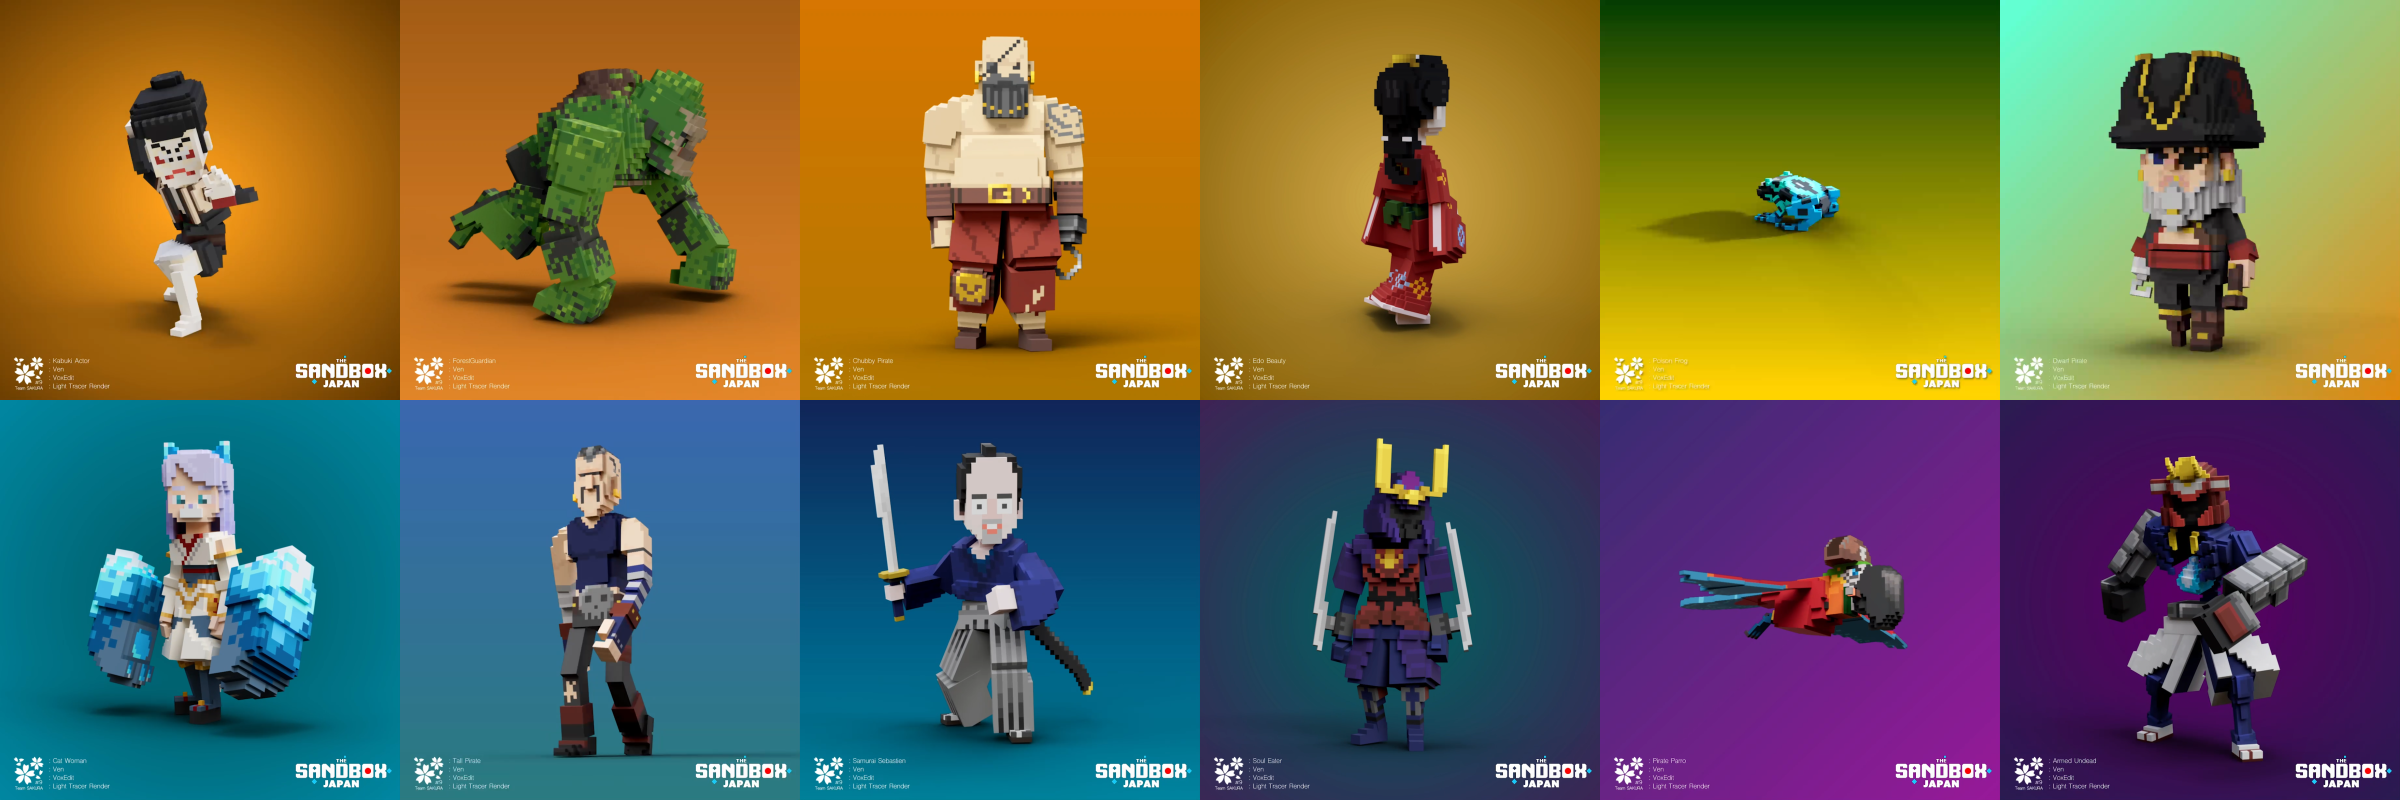 : Kabuki Actor
: Ven
: VoxEdit
: Light Tracer Render
Team SAKURA
THE
SANDBOX
JAPAN
: ForestGuardian
: Ven
: VoxEdit
: Light Tracer Render
Team SAKURA
THE
SANDBOX
JAPAN
: Chubby Pirate
: Ven
: VoxEdit
: Light Tracer Render
Team SAKURA
THE
SANDBOX
JAPAN
: Edo Beauty
: Ven
: VoxEdit
: Light Tracer Render
Team SAKURA
THE
SANDBOX
JAPAN
: Poison Frog
: Ven
: VoxEdit
: Light Tracer Render
Team SAKURA
THE
SANDBOX
JAPAN
: Dwarf Pirate
: Ven
: VoxEdit
: Light Tracer Render
Team SAKURA
THE
SANDBOX
JAPAN
: Cat Woman
: Ven
: VoxEdit
: Light Tracer Render
Team SAKURA
THE
SANDBOX
JAPAN
: Tall Pirate
: Ven
: VoxEdit
: Light Tracer Render
Team SAKURA
THE
SANDBOX
JAPAN
: Samurai Sebastien
: Ven
: VoxEdit
: Light Tracer Render
Team SAKURA
THE
SANDBOX
JAPAN
: Soul Eater
: Ven
: VoxEdit
: Light Tracer Render
Team SAKURA
THE
SANDBOX
JAPAN
: Pirate Parro
: Ven
: VoxEdit
: Light Tracer Render
Team SAKURA
THE
SANDBOX
JAPAN
: Armed Undead
: Ven
: VoxEdit
: Light Tracer Render
Team SAKURA
THE
SANDBOX
JAPAN